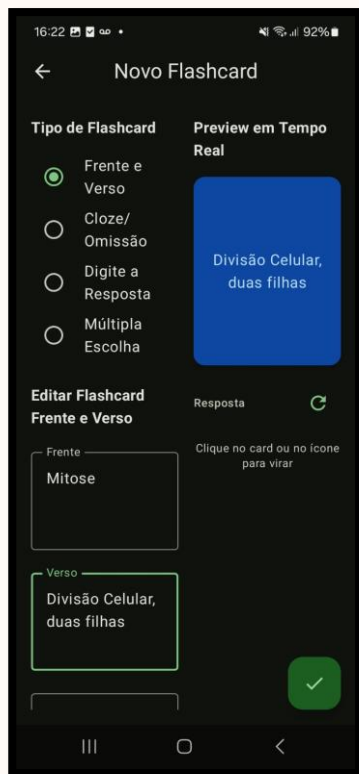 16:22
92%
Novo Flashcard
Tipo de Flashcard
Frente e
Verso
Cloze/
Omissão
Digite a
Resposta
Múltipla
Escolha
Preview em Tempo
Real
Divisão Celular,
duas filhas
Resposta
Clique no card ou no ícone
para virar
Editar Flashcard
Frente e Verso
Frente
Mitose
Verso
Divisão Celular,
duas filhas